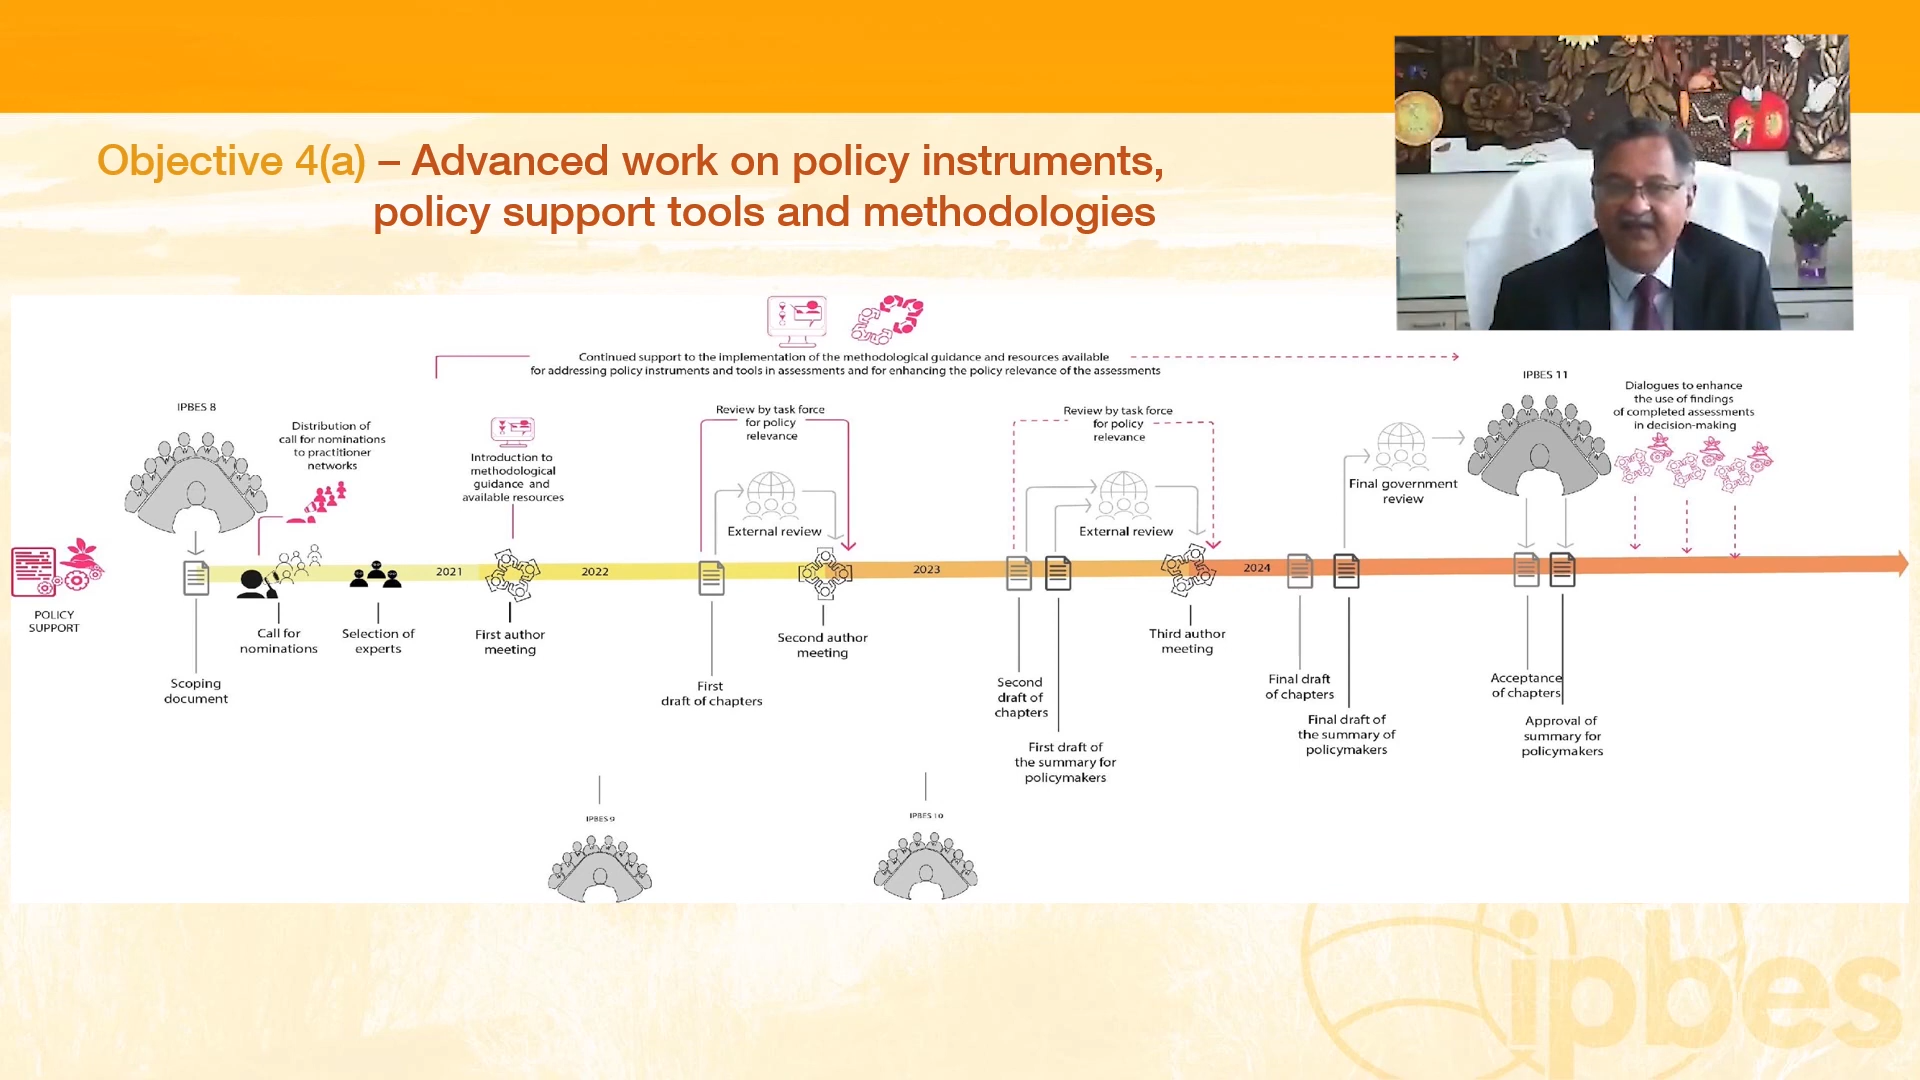 Objective 4(a) – Advanced work on policy instruments,
policy support tools and methodologies
Continued support to the implementation of the methodological guidance and resources available
for addressing policy instruments and tools in assessments and for enhancing the policy relevance of the assessments
IPBES 8
Distribution of
call for nominations
to practitioner
networks
Introduction to
methodological
guidance and
available resources
Review by task force
for policy
relevance
External review
Review by task force
for policy
relevance
External review
Final government
review
IPBES 11
Dialogues to enhance
the use of findings
of completed assessments
in decision-making
POLICY
SUPPORT
2021
2022
2023
2024
Scoping
document
Call for
nominations
Selection of
experts
First author
meeting
First
draft of chapters
Second author
meeting
Second
draft of
chapters
First draft of
the summary for
policymakers
Third author
meeting
Final draft
of chapters
Final draft of
the summary of
policymakers
Acceptance
of chapters
Approval of
summary for
policymakers
IPBES 9
IPBES 10
ipbes